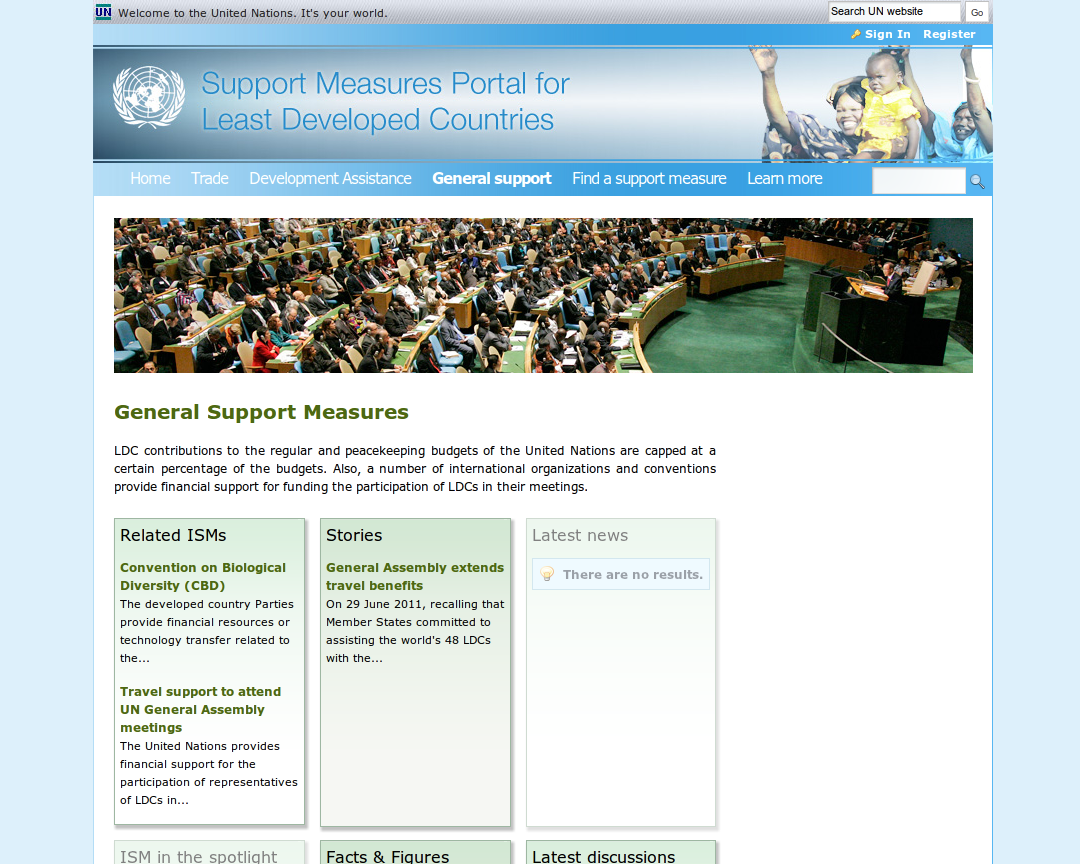 UN Welcome to the United Nations. It's your world.
Search UN website Go
Sign In Register
Support Measures Portal for
Least Developed Countries
Home Trade Development Assistance General support Find a support measure Learn more
General Support Measures
LDC contributions to the regular and peacekeeping budgets of the United Nations are capped at a
certain percentage of the budgets. Also, a number of international organizations and conventions
provide financial support for funding the participation of LDCs in their meetings.
Related ISMs
Convention on Biological
Diversity (CBD)
The developed country Parties
provide financial resources or
technology transfer related to
the...
Travel support to attend
UN General Assembly
meetings
The United Nations provides
financial support for the
participation of representatives
of LDCs in...
Stories
General Assembly extends
travel benefits
On 29 June 2011, recalling that
Member States committed to
assisting the world's 48 LDCs
with the...
Latest news
There are no results.
ISM in the spotlight
Facts & Figures
Latest discussions